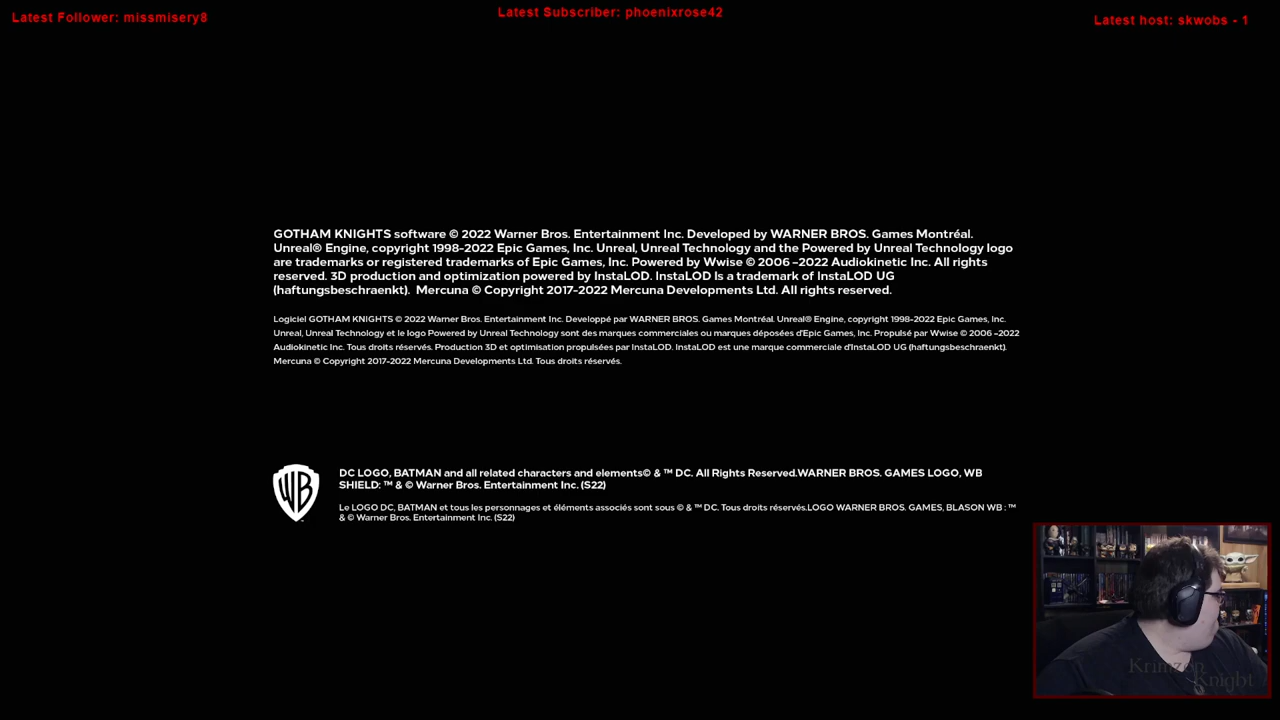 Latest Follower: missmisery8
Latest Subscriber: phoenixrose42
Latest host: skwobs - 1
GOTHAM KNIGHTS software © 2022 Warner Bros. Entertainment Inc. Developed by WARNER BROS. Games Montréal.
Unreal® Engine, copyright 1998-2022 Epic Games, Inc. Unreal, Unreal Technology and the Powered by Unreal Technology logo
are trademarks or registered trademarks of Epic Games, Inc. Powered by Wwise © 2006 –2022 Audiokinetic Inc. All rights
reserved. 3D production and optimization powered by InstaLOD. InstaLOD Is a trademark of InstaLOD UG
(haftungsbeschraenkt). Mercuna © Copyright 2017-2022 Mercuna Developments Ltd. All rights reserved.
Logiciel GOTHAM KNIGHTS © 2022 Warner Bros. Entertainment Inc. Developpé par WARNER BROS. Games Montréal. Unreal® Engine, copyright 1998-2022 Epic Games, Inc.
Unreal, Unreal Technology et le logo Powered by Unreal Technology sont des marques commerciales ou marques déposées d'Epic Games, Inc. Propulsé par Wwise © 2006 –2022
Audiokinetic Inc. Tous droits réservés. Production 3D et optimisation propulsées par InstaLOD. InstaLOD est une marque commerciale d'InstaLOD UG (haftungsbeschraenkt).
Mercuna © Copyright 2017-2022 Mercuna Developments Ltd. Tous droits réservés.
WB
DC LOGO, BATMAN and all related characters and elements© & ™ DC. All Rights Reserved.WARNER BROS. GAMES LOGO, WB
SHIELD: ™ & © Warner Bros. Entertainment Inc. (S22)
Le LOGO DC, BATMAN et tous les personnages et éléments associés sont sous © & ™ DC. Tous droits réservés.LOGO WARNER BROS. GAMES, BLASON WB : ™
& © Warner Bros. Entertainment Inc. (S22)
Krimzon
Knight